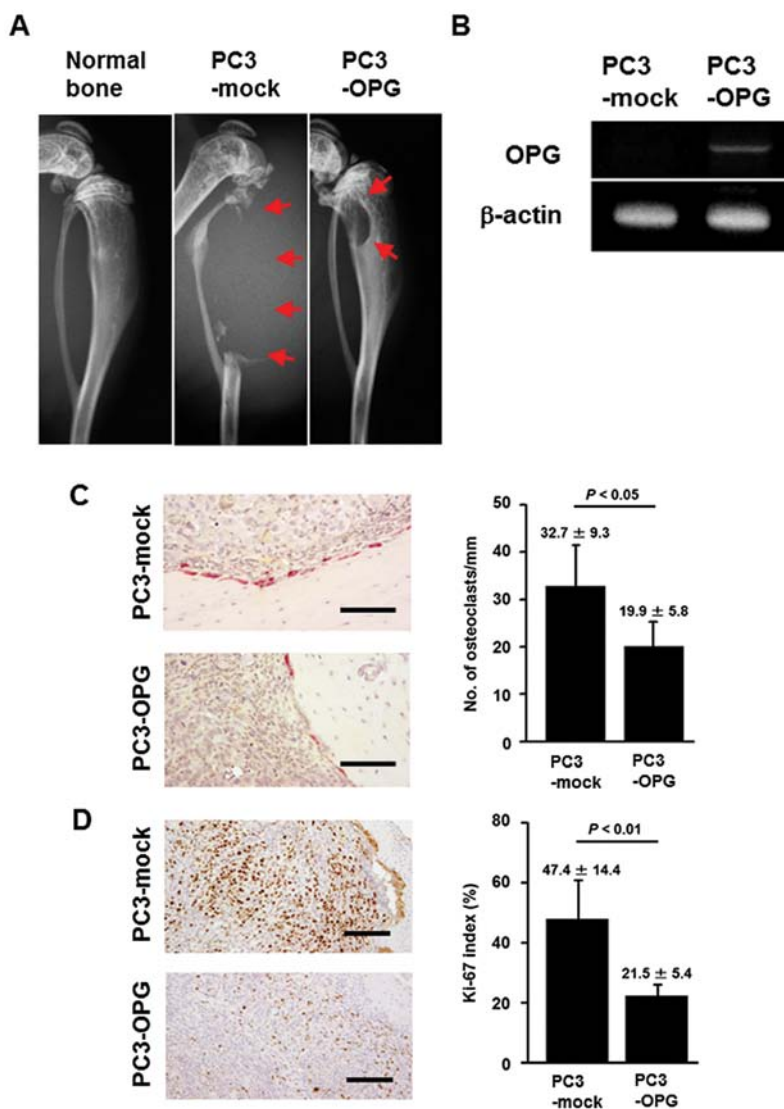 A
Normal
bone
PC3
-mock
PC3
-OPG
B
PC3
-mock
PC3
-OPG
OPG
β-actin
C
PC3-mock
PC3-OPG
No. of osteoclasts/mm
50
40
30
20
10
0
P < 0.05
32.7 ± 9.3
19.9 ± 5.8
PC3
-mock
PC3
-OPG
D
PC3-mock
PC3-OPG
Ki-67 index (%)
80
60
40
20
0
P < 0.01
47.4 ± 14.4
21.5 ± 5.4
PC3
-mock
PC3
-OPG